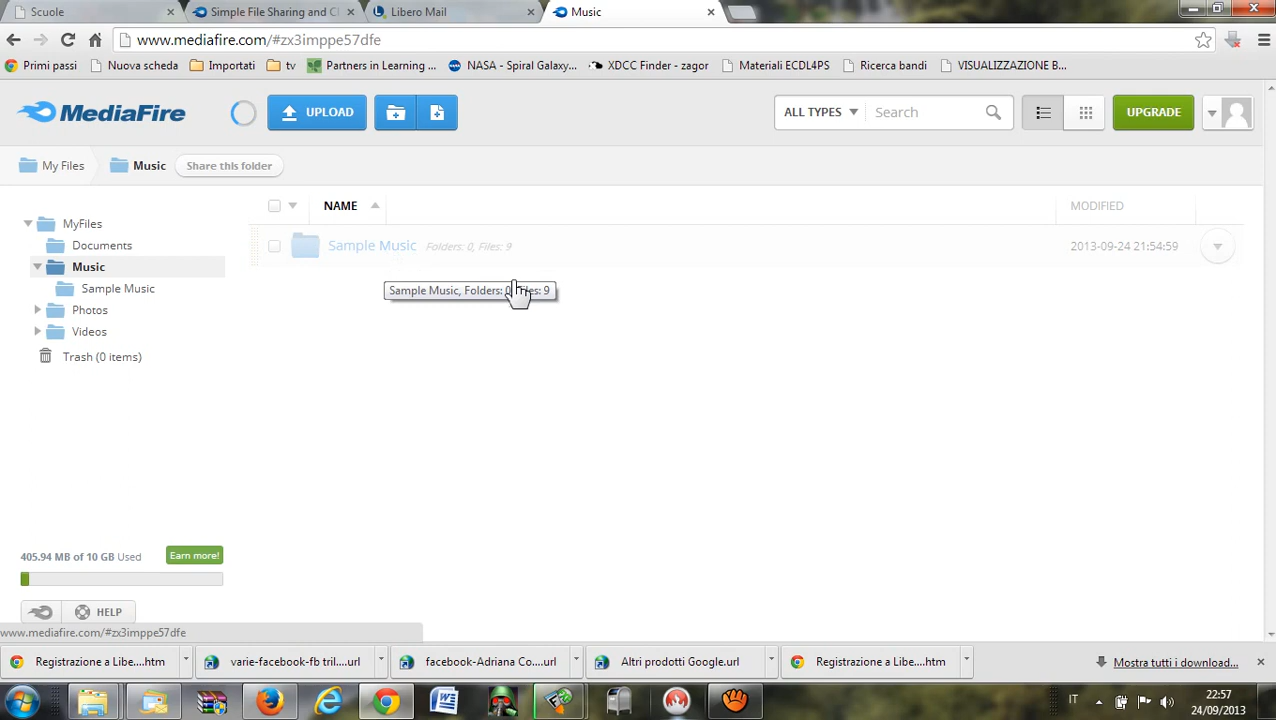 Scuole
Simple File Sharing and Cl
Libero Mail
Music
www.mediafire.com/#zx3imppe57dfe
Primi passi
Nuova scheda
Importati
tv
Partners in Learning ...
NASA - Spiral Galaxy...
XDCC Finder - zagor
Materiali ECDL4PS
Ricerca bandi
VISUALIZZAZIONE B...
MediaFire
UPLOAD
ALL TYPES
Search
UPGRADE
My Files
Music
Share this folder
NAME
MODIFIED
MyFiles
Documents
Music
Sample Music
Photos
Videos
Trash (0 items)
Sample Music Folders: 0, Files: 9
2013-09-24 21:54:59
Sample Music, Folders: 0, Files: 9
405.94 MB of 10 GB Used
Earn more!
HELP
www.mediafire.com/#zx3imppe57dfe
Registrazione a Libe....htm
varie-facebook-fb tril....url
facebook-Adriana Co....url
Altri prodotti Google.url
Registrazione a Libe....htm
Mostra tutti i download...
IT
22:57
24/09/2013